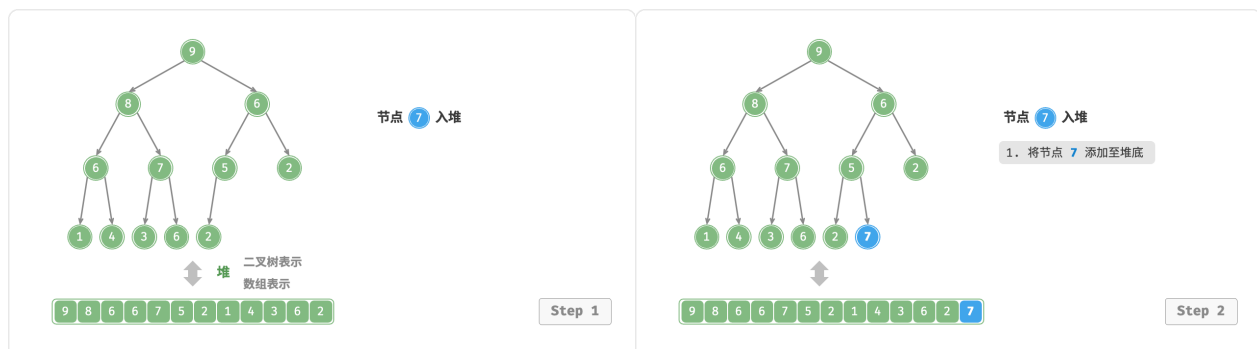 9
8 6
节点 7 入堆
6 7 5 2
1 4 3 6 2
堆
二叉树表示
数组表示
9 8 6 6 7 5 2 1 4 3 6 2
Step 1
9
8 6
节点 7 入堆
1. 将节点 7 添加至堆底
6 7 5 2
1 4 3 6 2 7
9 8 6 6 7 5 2 1 4 3 6 2 7
Step 2